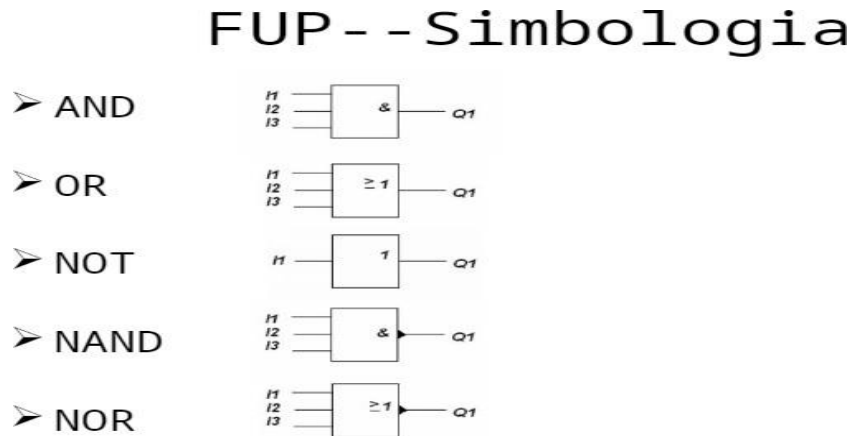 FUP--Simbologia
➢ AND
I1
I2
I3
&
Q1
➢ OR
I1
I2
I3
≥1
Q1
➢ NOT
I1
1
Q1
➢ NAND
I1
I2
I3
&
Q1
➢ NOR
I1
I2
I3
≥1
Q1